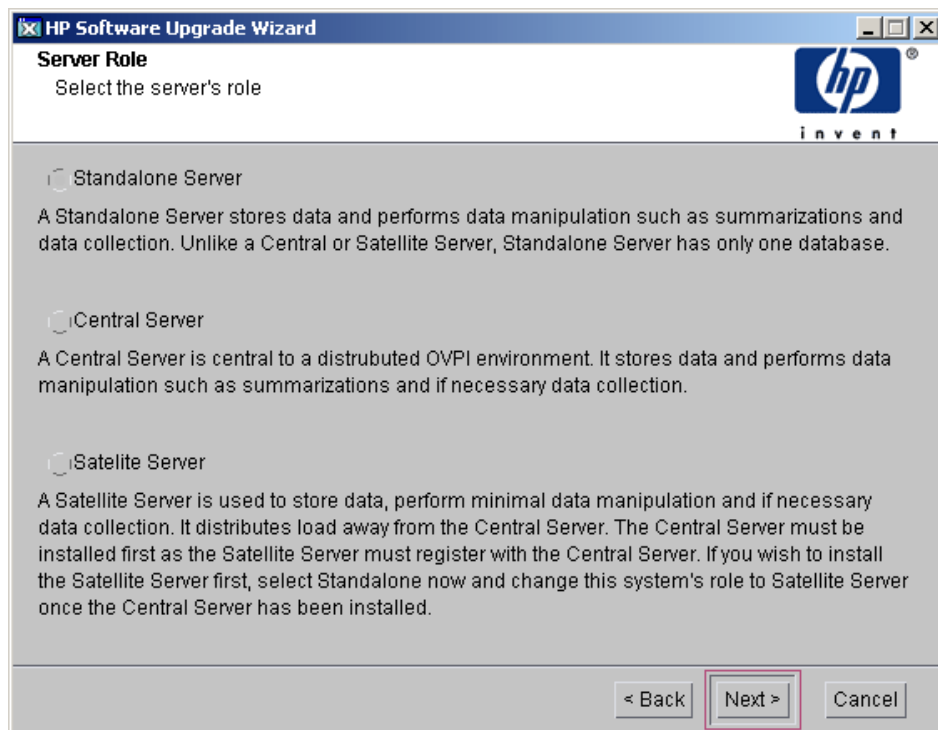 HP Software Upgrade Wizard
Server Role
Select the server's role
hp
®
invent
Standalone Server
A Standalone Server stores data and performs data manipulation such as summarizations and
data collection. Unlike a Central or Satellite Server, Standalone Server has only one database.
Central Server
A Central Server is central to a distrubuted OVPI environment. It stores data and performs data
manipulation such as summarizations and if necessary data collection.
Satelite Server
A Satellite Server is used to store data, perform minimal data manipulation and if necessary
data collection. It distributes load away from the Central Server. The Central Server must be
installed first as the Satellite Server must register with the Central Server. If you wish to install
the Satellite Server first, select Standalone now and change this system's role to Satellite Server
once the Central Server has been installed.
< Back
Next >
Cancel